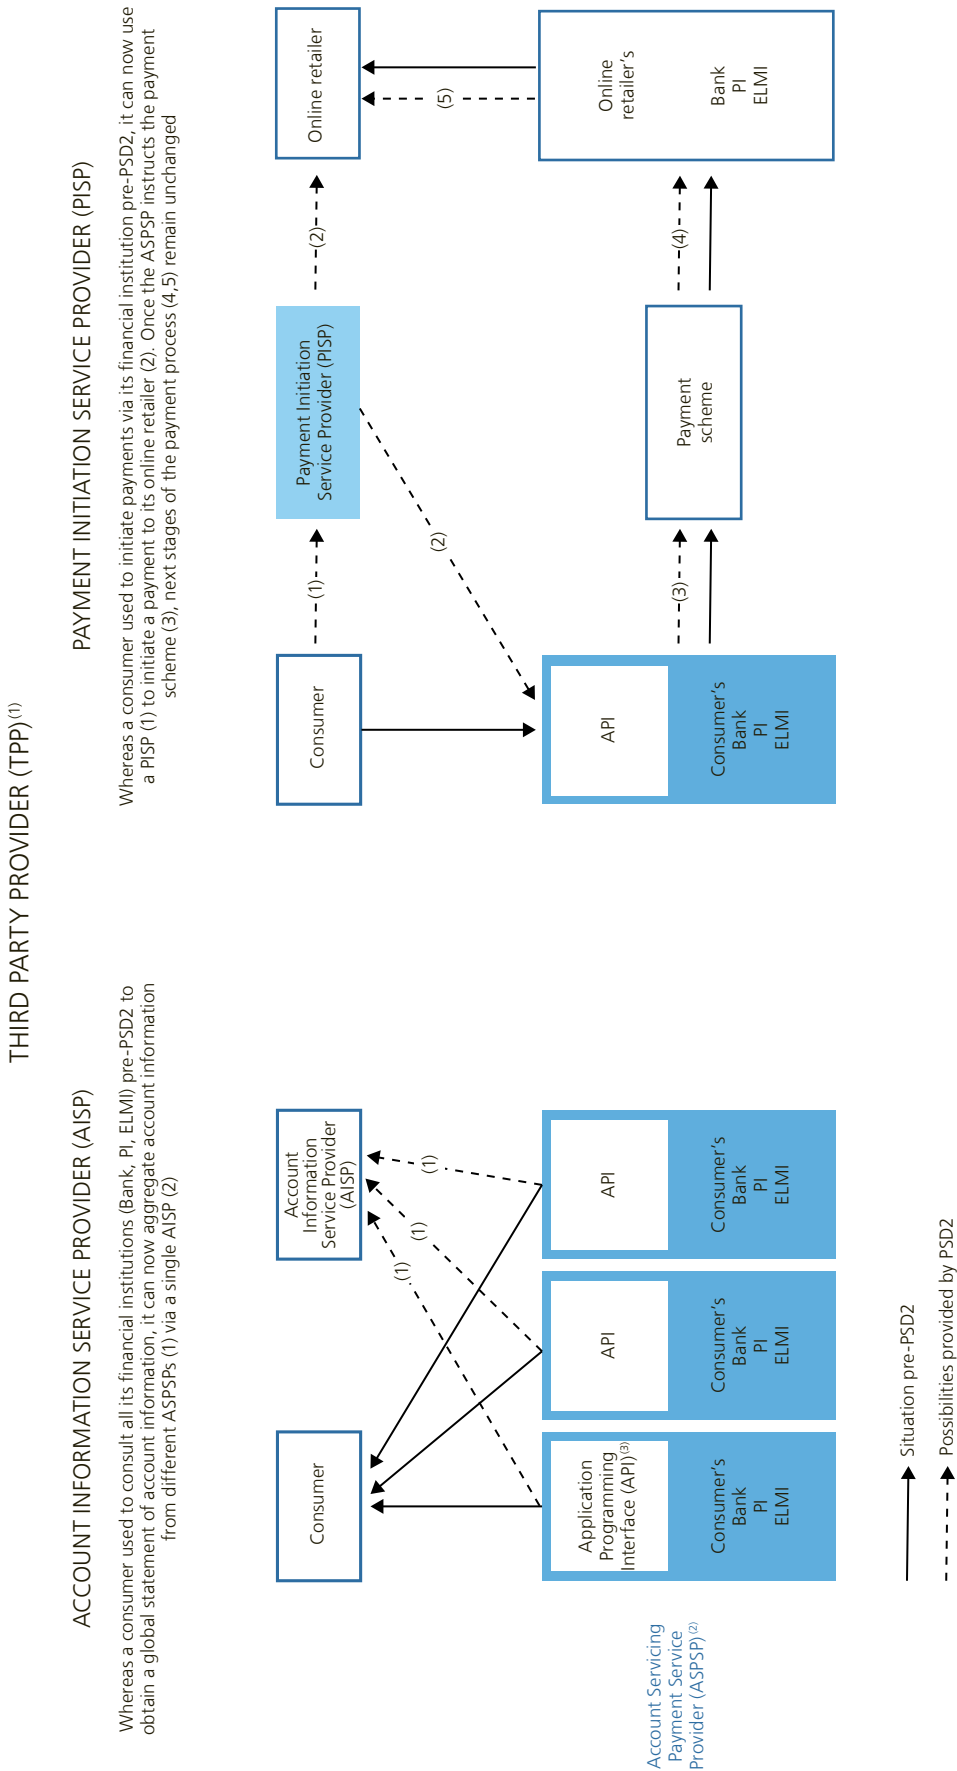 THIRD PARTY PROVIDER (TPP)(1)
ACCOUNT INFORMATION SERVICE PROVIDER (AISP)
Whereas a consumer used to consult all its financial institutions (Bank, PI, ELMI) pre-PSD2 to
obtain a global statement of account information, it can now aggregate account information
from different ASPSPs (1) via a single AISP (2)
Consumer
Account
Information
Service Provider
(AISP)
(1)
(1)
(1)
Account Servicing
Payment Service
Provider (ASPSP)(2)
Application
Programming
Interface (API)(3)
Consumer's
Bank
PI
ELMI
API
Consumer's
Bank
PI
ELMI
API
Consumer's
Bank
PI
ELMI
PAYMENT INITIATION SERVICE PROVIDER (PISP)
Whereas a consumer used to initiate payments via its financial institution pre-PSD2, it can now use
a PISP (1) to initiate a payment to its online retailer (2). Once the ASPSP instructs the payment
scheme (3), next stages of the payment process (4,5) remain unchanged
Consumer
(1)
Payment Initiation
Service Provider (PISP)
(2)
Online retailer
(2)
(5)
API
Consumer's
Bank
PI
ELMI
(3)
Payment
scheme
(4)
Online
retailer's
Bank
PI
ELMI
Situation pre-PSD2
Possibilities provided by PSD2